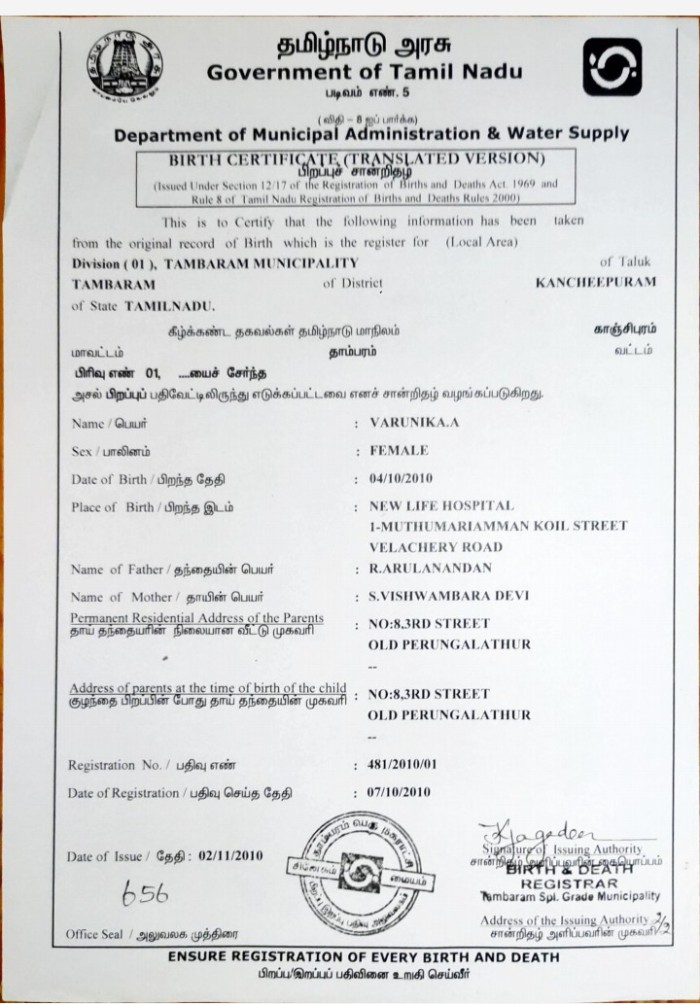 தமிழ்நாடு அரசு
Government of Tamil Nadu
படிவம் எண். 5
(விதி - 8 ஐப் பார்க்க)
Department of Municipal Administration & Water Supply
BIRTH CERTIFICATE (TRANSLATED VERSION)
பிறப்புச் சான்றிதழ்
(Issued Under Section 12/17 of the Registration of Births and Deaths Act. 1969 and
Rule 8 of Tamil Nadu Registration of Births and Deaths Rules 2000)
This is to Certify that the following information has been taken
from the original record of Birth which is the register for (Local Area)
Division ( 01 ), TAMBARAM MUNICIPALITY of Taluk
TAMBARAM of District KANCHEEPURAM
of State TAMILNADU.
கீழ்க்கண்ட தகவல்கள் தமிழ்நாடு மாநிலம் காஞ்சிபுரம்
மாவட்டம் தாம்பரம் வட்டம்
பிரிவு எண் 01, ....யைச் சேர்ந்த
அசல் பிறப்புப் பதிவேட்டிலிருந்து எடுக்கப்பட்டவை எனச் சான்றிதழ் வழங்கப்படுகிறது.
Name / பெயர் : VARUNIKA.A
Sex / பாலினம் : FEMALE
Date of Birth / பிறந்த தேதி : 04/10/2010
Place of Birth / பிறந்த இடம் : NEW LIFE HOSPITAL
1-MUTHUMARIAMMAN KOIL STREET
VELACHERY ROAD
Name of Father / தந்தையின் பெயர் : R.ARULANANDAN
Name of Mother / தாயின் பெயர் : S.VISHWAMBARA DEVI
Permanent Residential Address of the Parents : NO:8,3RD STREET
தாய் தந்தையரின் நிலையான வீட்டு முகவரி
OLD PERUNGALATHUR
--
Address of parents at the time of birth of the child : NO:8,3RD STREET
குழந்தை பிறப்பின் போது தாய் தந்தையின் முகவரி
OLD PERUNGALATHUR
--
Registration No. / பதிவு எண் : 481/2010/01
Date of Registration / பதிவு செய்த தேதி : 07/10/2010
Date of Issue / தேதி : 02/11/2010
656
Signature of Issuing Authority
சான்றிதழ் அளிப்பவரின் கையொப்பம்
BIRTH & DEATH
REGISTRAR
Tambaram Spl. Grade Municipality
Address of the Issuing Authority
Office Seal / அலுவலக முத்திரை சான்றிதழ் அளிப்பவரின் முகவரி
ENSURE REGISTRATION OF EVERY BIRTH AND DEATH
பிறப்பு/இறப்புப் பதிவினை உறுதி செய்வீர்